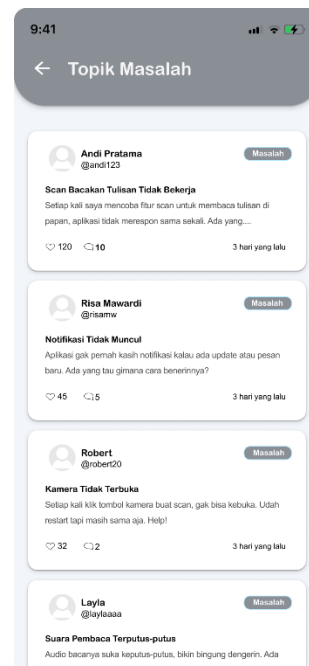 9:41
Topik Masalah
Andi Pratama
@andi123
Masalah
Scan Bacakan Tulisan Tidak Bekerja
Setiap kali saya mencoba fitur scan untuk membaca tulisan di
papan, aplikasi tidak merespon sama sekali. Ada yang....
120 10 3 hari yang lalu
Risa Mawardi
@risamw
Masalah
Notifikasi Tidak Muncul
Aplikasi gak pernah kasih notifikasi kalau ada update atau pesan
baru. Ada yang tau gimana cara benerinnya?
45 5 3 hari yang lalu
Robert
@robert20
Masalah
Kamera Tidak Terbuka
Setiap kali klik tombol kamera buat scan, gak bisa kebuka. Udah
restart tapi masih sama aja. Help!
32 2 3 hari yang lalu
Layla
@laylaaaa
Masalah
Suara Pembaca Terputus-putus
Audio bacanya suka keputus-putus, bikin bingung dengerin. Ada